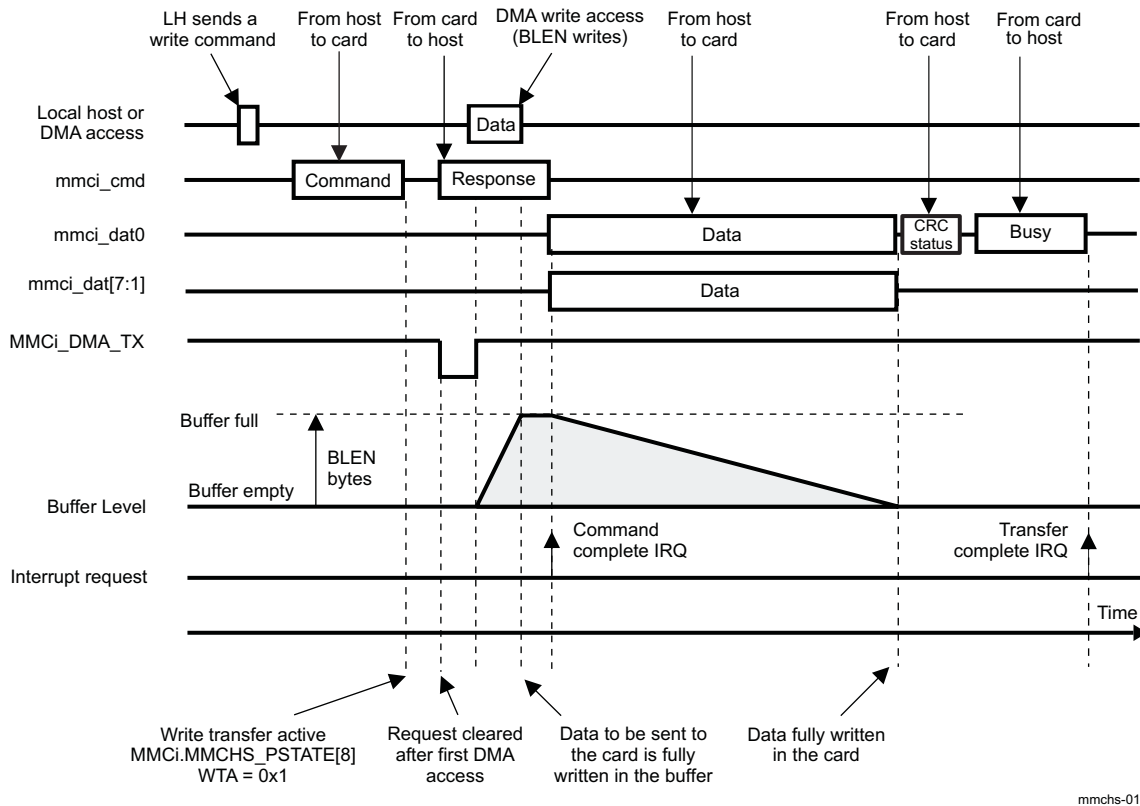 LH sends a
write command
From host
to card
From card
to host
DMA write access
(BLEN writes)
From host
to card
From host
to card
From card
to host
Local host or
DMA access
Data
mmci_cmd
Command
Response
mmci_dat0
Data
CRC
status
Busy
mmci_dat[7:1]
Data
MMCi_DMA_TX
Buffer full
BLEN
bytes
Buffer empty
Buffer Level
Command
complete IRQ
Transfer
complete IRQ
Interrupt request
Time
Write transfer active
MMCi.MMCHS_PSTATE[8]
WTA = 0x1
Request cleared
after first DMA
access
Data to be sent to
the card is fully
written in the buffer
Data fully written
in the card
mmchs-01